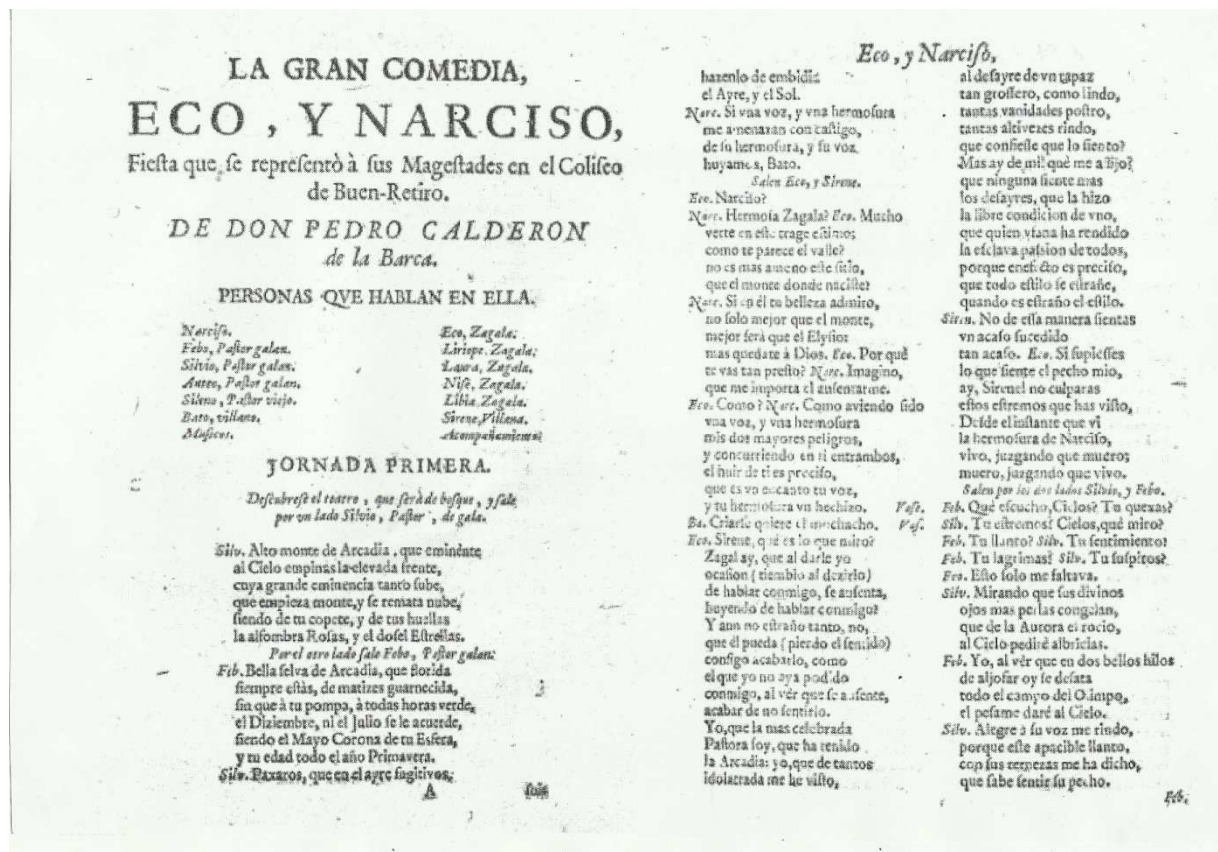 LA GRAN COMEDIA,
ECO, Y NARCISO,
Fiesta que se representò à sus Magestades en el Coliseo
de Buen-Retiro.
DE DON PEDRO CALDERON
de la Barca.
PERSONAS QVE HABLAN EN ELLA.
Narciso.
Febo, Pastor galan.
Silvio, Pastor galan.
Anteo, Pastor galan.
Sileno, Pastor viejo.
Bato, villano.
Musicos.
Eco, Zagala.
Liriope, Zagala.
Laura, Zagala.
Nise, Zagala.
Libia, Zagala.
Sirene, Villana.
Acompañamiento.
JORNADA PRIMERA.
Descubrese el teatro, que serà de bosque, y sale
por un lado Silvio, Pastor, de gala.
Silv. Alto monte de Arcadia, que eminente
al Cielo empinas la elevada frente,
cuya grande eminencia tanto sube,
que empieza monte, y se remata nube,
siendo de tu copete, y de tus huellas
la alfombra Rosas, y el dosel Estrellas.
Por el otro lado sale Febo, Pastor galan.
Feb. Bella selva de Arcadia, que florida
siempre estàs, de matizes guarnecida,
sin que à tu pompa, à todas horas verde,
el Diziembre, ni el Julio se le acuerde,
siendo el Mayo Corona de tu Esfera,
y tu edad todo el año Primavera.
Silv. Paxaros, que en el ayre fugitivos,
A sois
Eco, y Narciso,
hazenlo de embidia
el Ayre, y el Sol.
Narc. Si vna voz, y vna hermosura
me amenazan con castigo,
de su hermosura, y su voz
huyamos, Bato.
Salen Eco, y Sirene.
Eco. Narciso?
Narc. Hermosa Zagala? Eco. Mucho
verte en este trage estimo;
como te parece el valle?
no es mas ameno este sitio,
que el monte donde naciste?
Narc. Si en él tu belleza admiro,
no solo mejor que el monte,
mejor serà que el Elysio:
mas quedate à Dios. Eco. Por què
te vas tan presto? Narc. Imagino,
que me importa el ausentarme.
Eco. Como? Narc. Como aviendo sido
vna voz, y vna hermosura
mis dos mayores peligros,
y concurriendo en ti entrambos,
el huir de ti es preciso,
que es vn encanto tu voz,
y tu hermosura vn hechizo. Vase.
Ba. Criarse quiere el mochacho. Vas.
Eco. Sirene, què es lo que miro?
Zagal ay, que al darle yo
ocasion (tiemblo al dezirlo)
de hablar conmigo, se ausenta,
huyendo de hablar conmigo?
Y aun no estraño tanto, no,
que èl pueda (pierdo el sentido)
consigo acabarlo, como
el que yo no aya podido
conmigo, al vèr que se ausente,
acabar de no sentirlo.
Yo, que la mas celebrada
Pastora soy, que ha tenido
la Arcadia: yo, que de tantos
idolatrada me he visto,
al desayre de vn rapaz
tan grossero, como lindo,
tantas vanidades postro,
tantas altivezes rindo,
que confiesse que lo siento?
Mas ay de mi! què me aflijo?
que ninguna siente mas
los desayres, que la hizo
la libre condicion de vno,
que quien vfana ha rendido
la esclava passion de todos,
porque en efecto es preciso,
que todo estilo se estrañe,
quando es estraño el estilo.
Siren. No de essa manera sientas
vn acaso sucedido
tan acaso. Eco. Si supiesses
lo que siente el pecho mio,
ay, Sirene! no culparas
estos estremos que has visto,
Desde el instante que vi
la hermosura de Narciso,
vivo, juzgando que muero;
muero, juzgando que vivo.
Salen por los dos lados Silvio, y Febo.
Feb. Què escucho, Cielos? Tu quexas?
Silv. Tu estremos? Cielos, què miro?
Feb. Tu llanto? Silv. Tu sentimiento?
Feb. Tu lagrimas? Silv. Tu suspiros?
Eco. Esto solo me faltava.
Silv. Mirando que sus divinos
ojos mas perlas congelan,
que de la Aurora el rocio,
al Cielo pedirè albricias.
Feb. Yo, al vèr que en dos bellos hilos
de aljofar oy se desata
todo el campo del Olimpo,
el pesame darè al Cielo.
Silv. Alegre à su voz me rindo,
porque este apacible llanto,
con sus ternezas me ha dicho,
que sabe sentir su pecho.
Feb.